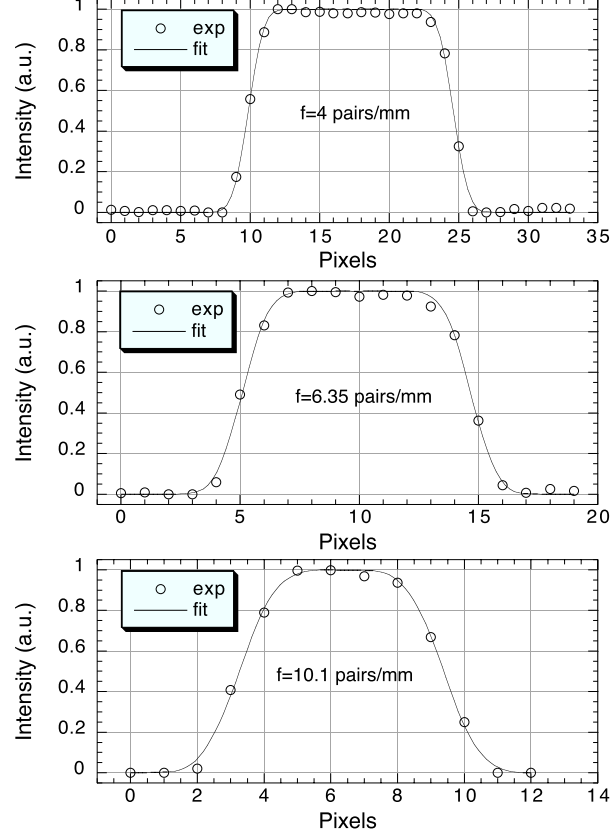 1
0.8
0.6
0.4
0.2
0
Intensity (a.u.)
exp
fit
f=4 pairs/mm
0 5 10 15 20 25 30 35
Pixels
1
0.8
0.6
0.4
0.2
0
Intensity (a.u.)
exp
fit
f=6.35 pairs/mm
0 5 10 15 20
Pixels
1
0.8
0.6
0.4
0.2
0
Intensity (a.u.)
exp
fit
f=10.1 pairs/mm
0 2 4 6 8 10 12 14
Pixels